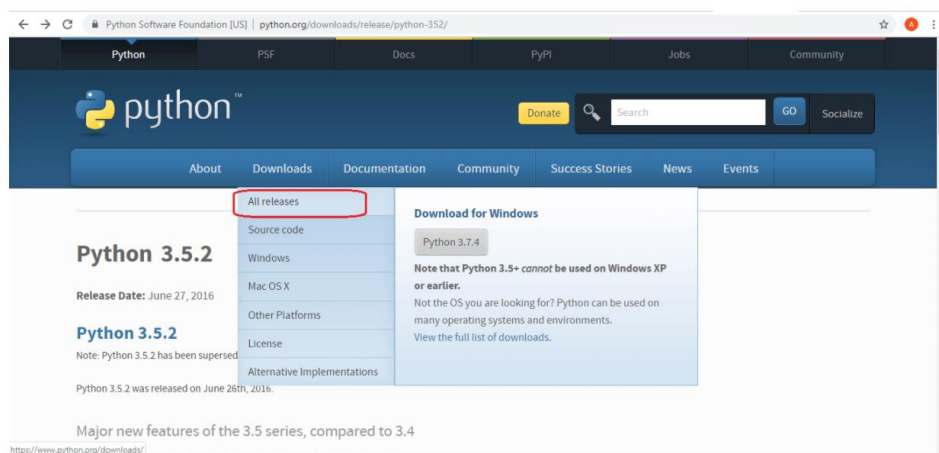 Python Software Foundation [US] | python.org/downloads/release/python-352/
A
Python PSF Docs PyPI Jobs Community
python™
Donate Search GO Socialize
About Downloads Documentation Community Success Stories News Events
All releases
Source code
Windows
Mac OS X
Other Platforms
License
Alternative Implementations
Download for Windows
Python 3.7.4
Note that Python 3.5+ cannot be used on Windows XP
or earlier.
Not the OS you are looking for? Python can be used on
many operating systems and environments.
View the full list of downloads.
Python 3.5.2
Release Date: June 27, 2016
Python 3.5.2
Note: Python 3.5.2 has been supersed
Python 3.5.2 was released on June 26th, 2016.
Major new features of the 3.5 series, compared to 3.4
https://www.python.org/downloads/